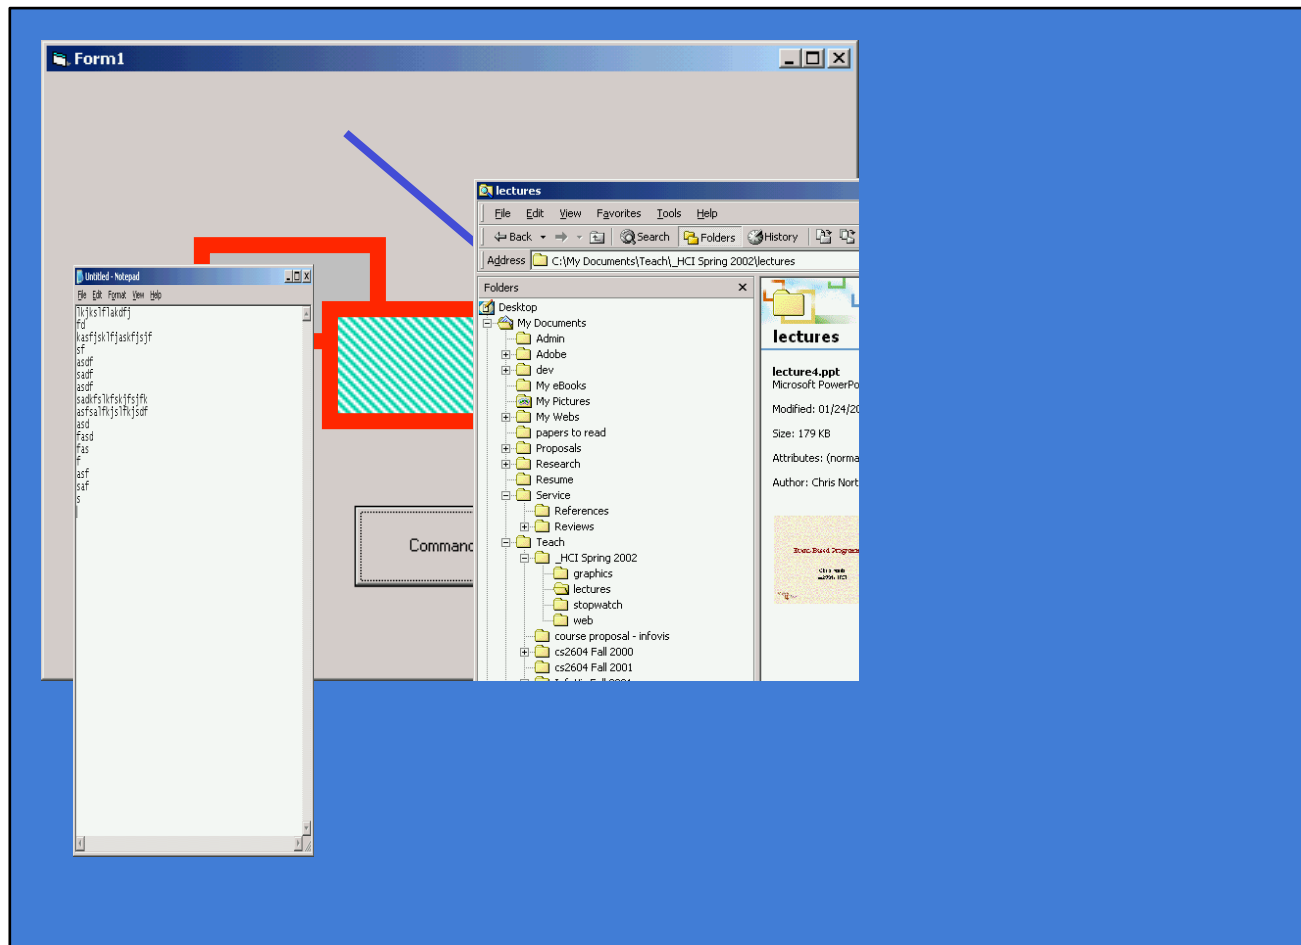 Form1
lectures
File Edit View Favorites Tools Help
Back Search Folders History
Address C:\My Documents\Teach\_HCI Spring 2002\lectures
Folders
Desktop
My Documents
Admin
Adobe
dev
My eBooks
My Pictures
My Webs
papers to read
Proposals
Research
Resume
Service
References
Reviews
Teach
_HCI Spring 2002
graphics
lectures
stopwatch
web
course proposal - infovis
cs2604 Fall 2000
cs2604 Fall 2001
lectures
lecture4.ppt
Microsoft PowerPo
Modified: 01/24/20
Size: 179 KB
Attributes: (norma
Author: Chris Nort
Untitled - Notepad
File Edit Format View Help
lkjkslflakdfj
fd
kasfjsklfjaskfjsjf
sf
asdf
sadf
asdf
sadkfslkfskjfsjfk
asfsalfkjslfkjsdf
asd
fasd
fas
f
asf
saf
s
Command